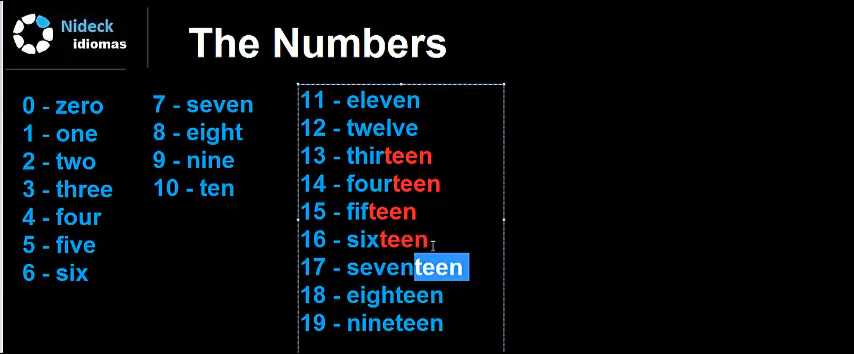 Nideck
idiomas
The Numbers
0 - zero
1 - one
2 - two
3 - three
4 - four
5 - five
6 - six
7 - seven
8 - eight
9 - nine
10 - ten
11 - eleven
12 - twelve
13 - thirteen
14 - fourteen
15 - fifteen
16 - sixteen
17 - seventeen
18 - eighteen
19 - nineteen